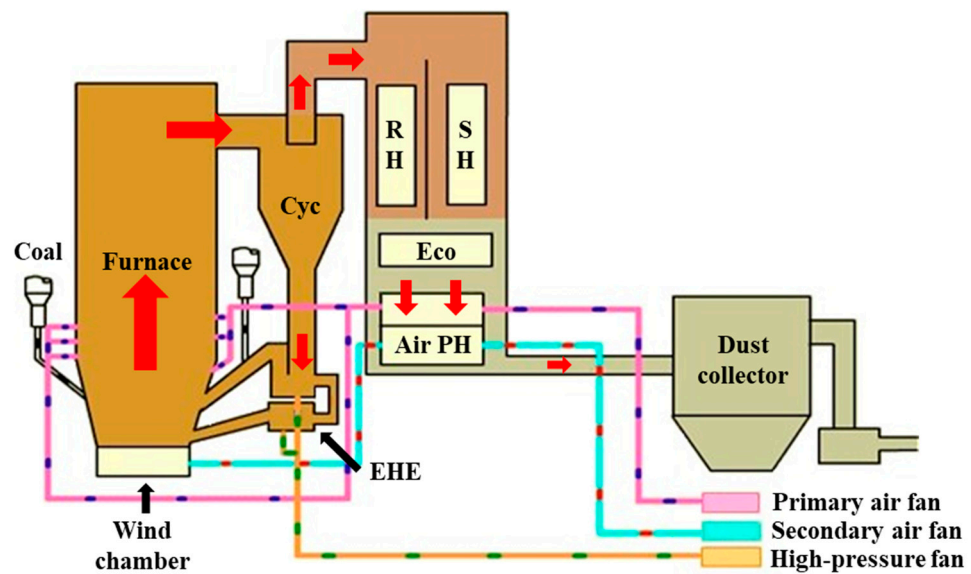 R
H
S
H
Cyc
Coal
Furnace
Eco
Air PH
Dust
collector
EHE
Wind
chamber
Primary air fan
Secondary air fan
High-pressure fan